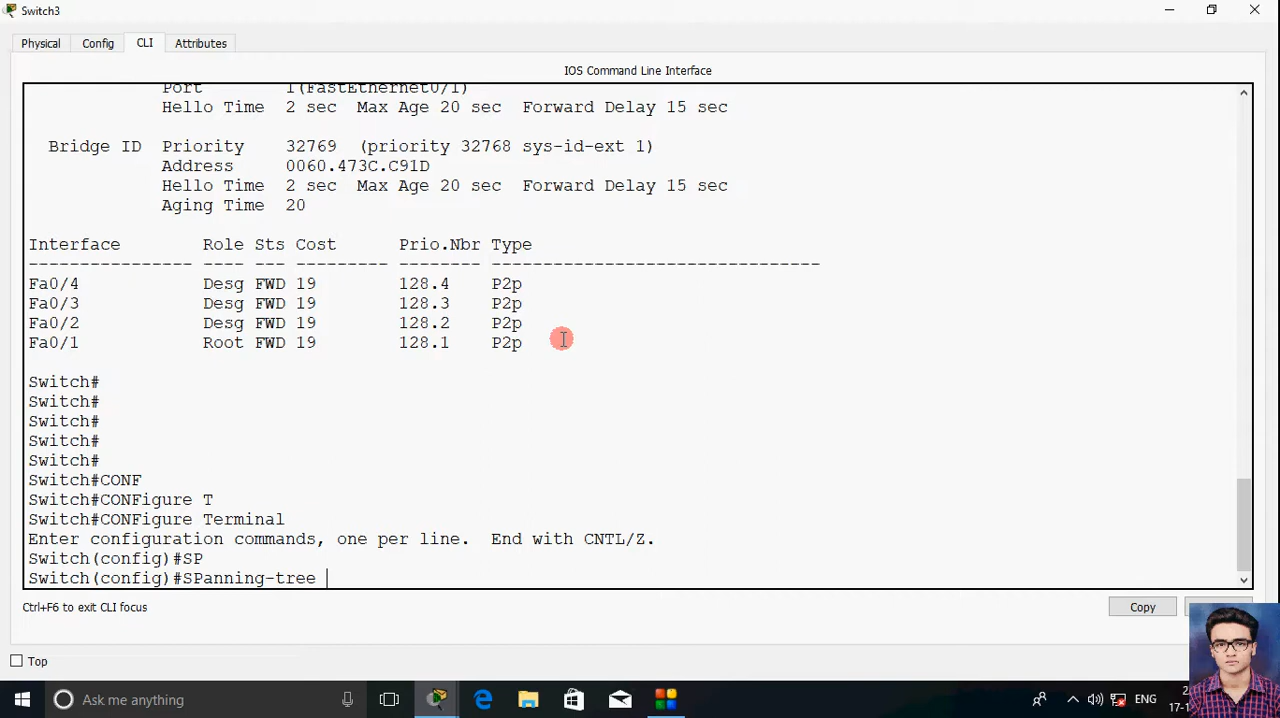 Switch3
Physical Config CLI Attributes
IOS Command Line Interface
Port 1(FastEthernet0/1)
Hello Time 2 sec Max Age 20 sec Forward Delay 15 sec
Bridge ID Priority 32769 (priority 32768 sys-id-ext 1)
Address 0060.473C.C91D
Hello Time 2 sec Max Age 20 sec Forward Delay 15 sec
Aging Time 20
Interface Role Sts Cost Prio.Nbr Type
---------------- ---- --- --------- -------- --------------------------------
Fa0/4 Desg FWD 19 128.4 P2p
Fa0/3 Desg FWD 19 128.3 P2p
Fa0/2 Desg FWD 19 128.2 P2p
Fa0/1 Root FWD 19 128.1 P2p
Switch#
Switch#
Switch#
Switch#
Switch#
Switch#CONF
Switch#CONFigure T
Switch#CONFigure Terminal
Enter configuration commands, one per line. End with CNTL/Z.
Switch(config)#SP
Switch(config)#SPanning-tree
Ctrl+F6 to exit CLI focus
Copy
Top
Ask me anything
ENG
17-1